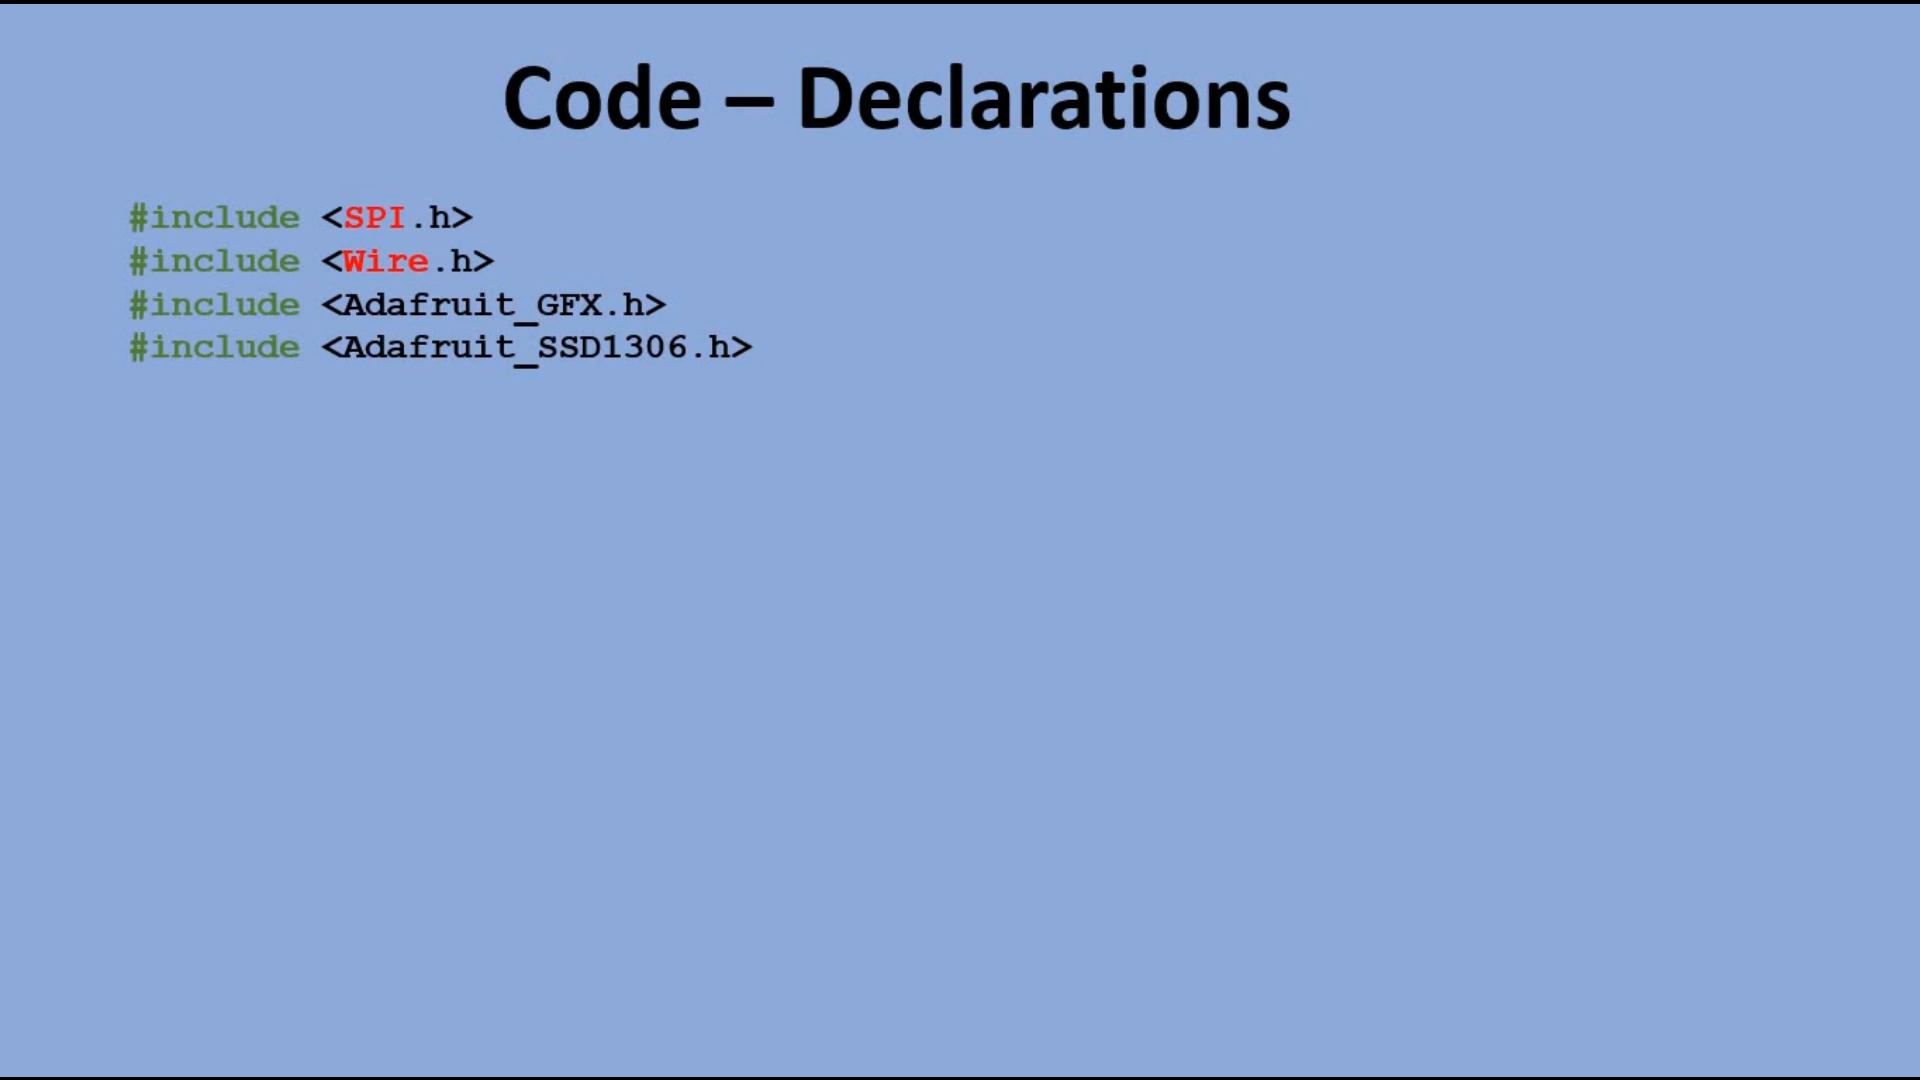 Code – Declarations
#include <SPI.h>
#include <Wire.h>
#include <Adafruit_GFX.h>
#include <Adafruit_SSD1306.h>